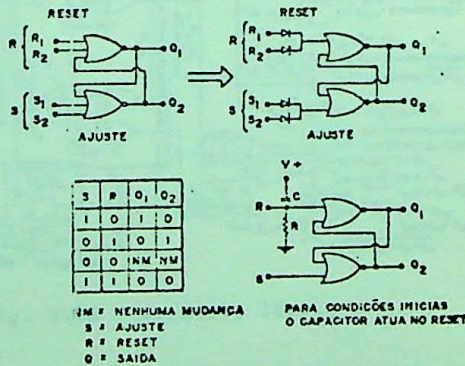 RESET
R { R1
R2
Q1
S { S1
S2
Q2
AJUSTE
RESET
R { R1
R2
Q1
S { S1
S2
Q2
AJUSTE
S R Q1 Q2
1 0 1 0
0 1 0 1
0 0 NM NM
1 1 0 0
NM = NENHUMA MUDANÇA
S = AJUSTE
R = RESET
Q = SAIDA
V+
C
R
R
Q1
S
Q2
PARA CONDIÇÕES INICIAS
O CAPACITOR ATUA NO RESET